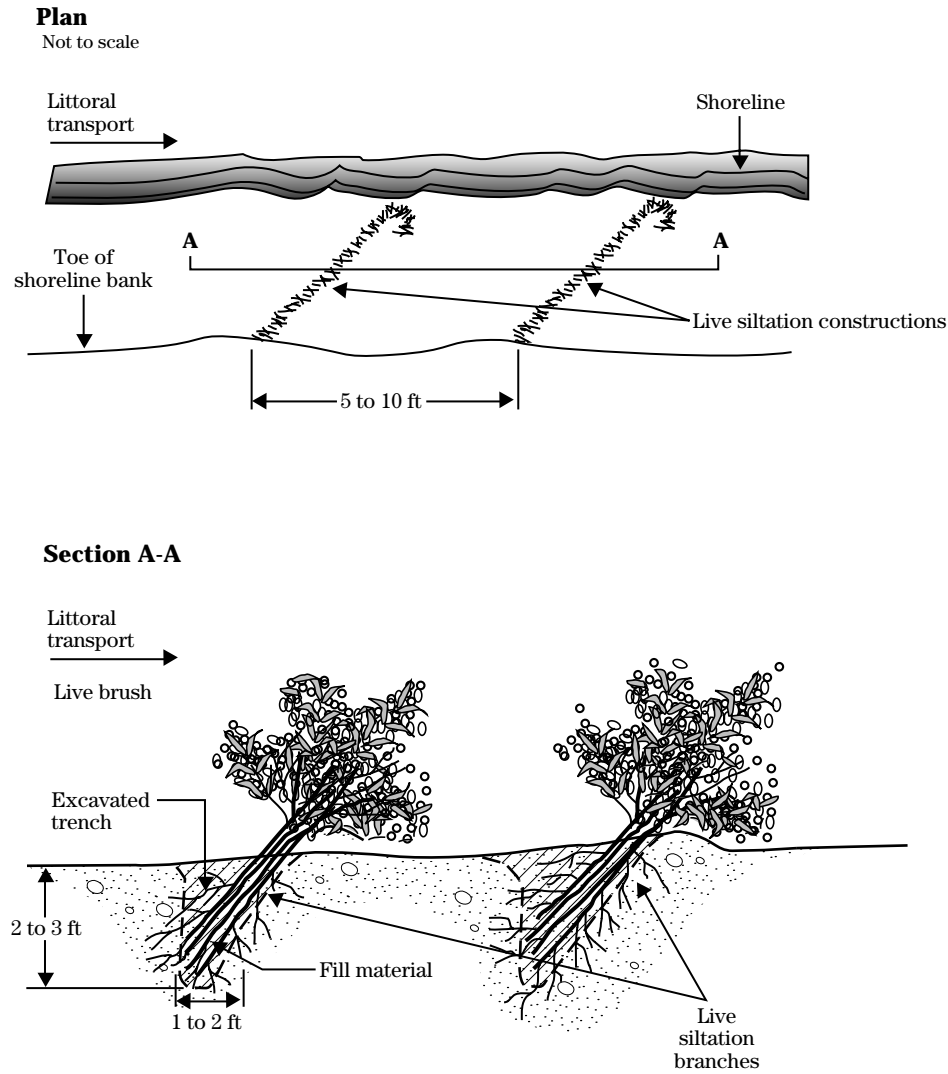 Plan
Not to scale
Littoral
transport
Shoreline
A
A
Toe of
shoreline bank
Live siltation constructions
5 to 10 ft
Section A-A
Littoral
transport
Live brush
Excavated
trench
2 to 3 ft
Fill material
1 to 2 ft
Live
siltation
branches